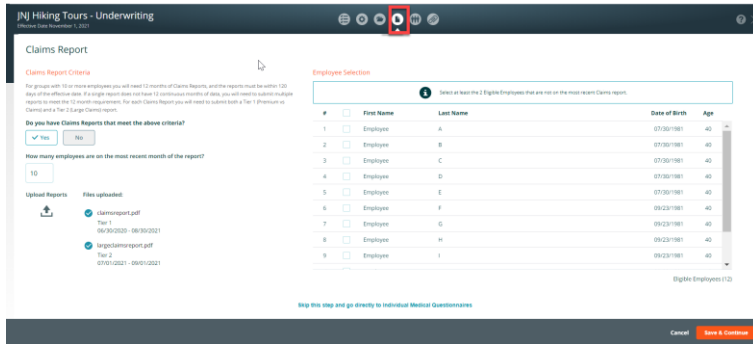 JNJ Hiking Tours - Underwriting
Effective Date November 1, 2021
Claims Report
Claims Report Criteria
For groups with 10 or more employees you will need 12 months of Claims Reports, and the reports must be within 120
days of the effective date. If a single report does not have 12 continuous months of data, you will need to submit multiple
reports to meet the 12 month requirement. For each Claims Report you will need to submit both a Tier 1 (Premium vs
Claims) and a Tier 2 (Large Claims) report.
Do you have Claims Reports that meet the above criteria?
Yes No
How many employees are on the most recent month of the report?
10
Upload Reports Files uploaded:
claimsreport.pdf
Tier 1
08/30/2020 - 08/30/2021
largeclaimsreport.pdf
Tier 2
07/01/2021 - 09/01/2021
Employee Selection
Select at least the 2 Eligible Employees that are not on the most recent Claims report.
# First Name Last Name Date of Birth Age
1 Employee A 07/30/1981 40
2 Employee B 07/30/1981 40
3 Employee C 07/30/1981 40
4 Employee D 07/30/1981 40
5 Employee E 07/30/1981 40
6 Employee F 09/23/1981 40
7 Employee G 09/23/1981 40
8 Employee H 09/23/1981 40
9 Employee I 09/23/1981 40
Eligible Employees (12)
Skip this step and go directly to Individual Medical Questionnaires
Cancel Save & Continue